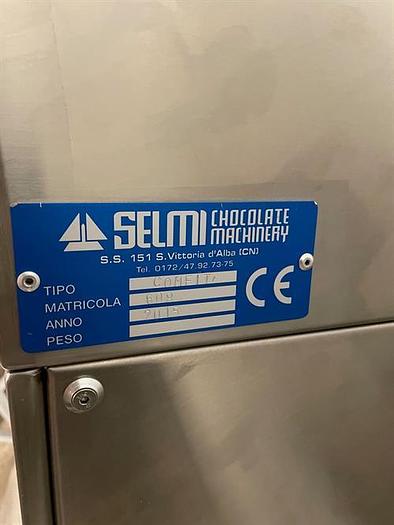 SELMI CHOCOLATE MACHINERY
S.S. 151 S.Vittoria d'Alba (CN)
Tel. 0172/47.92.73-75
TIPO
MATRICOLA
ANNO
PESO
CE